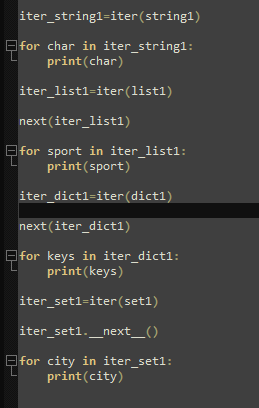 iter_string1=iter(string1)
for char in iter_string1:
    print(char)
iter_list1=iter(list1)
next(iter_list1)
for sport in iter_list1:
    print(sport)
iter_dict1=iter(dict1)
next(iter_dict1)
for keys in iter_dict1:
    print(keys)
iter_set1=iter(set1)
iter_set1.__next__()
for city in iter_set1:
    print(city)